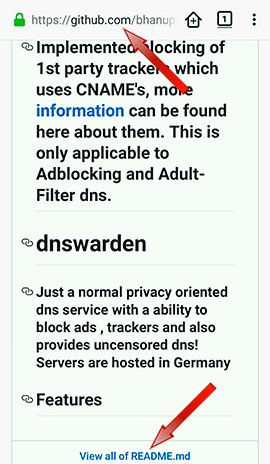 https://github.com/bhanup
1
Implemented blocking of
1st party trackers which
uses CNAME's, more
information can be found
here about them. This is
only applicable to
Adblocking and Adult-
Filter dns.
dnswarden
Just a normal privacy oriented
dns service with a ability to
block ads , trackers and also
provides uncensored dns!
Servers are hosted in Germany
Features
View all of README.md